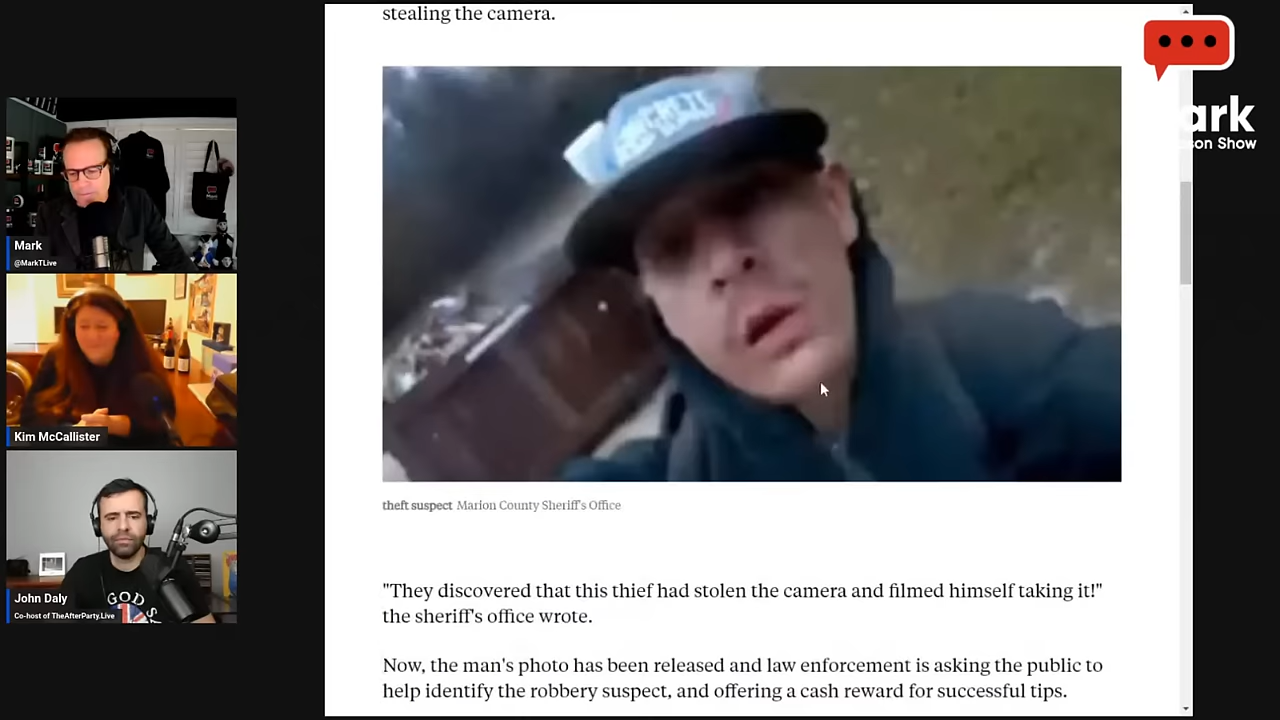 stealing the camera.
ark
son Show
Mark
@MarkTLive
Kim McCallister
John Daly
Co-host of TheAfterParty.Live
theft suspect Marion County Sheriff's Office
"They discovered that this thief had stolen the camera and filmed himself taking it!"
the sheriff's office wrote.
Now, the man's photo has been released and law enforcement is asking the public to
help identify the robbery suspect, and offering a cash reward for successful tips.